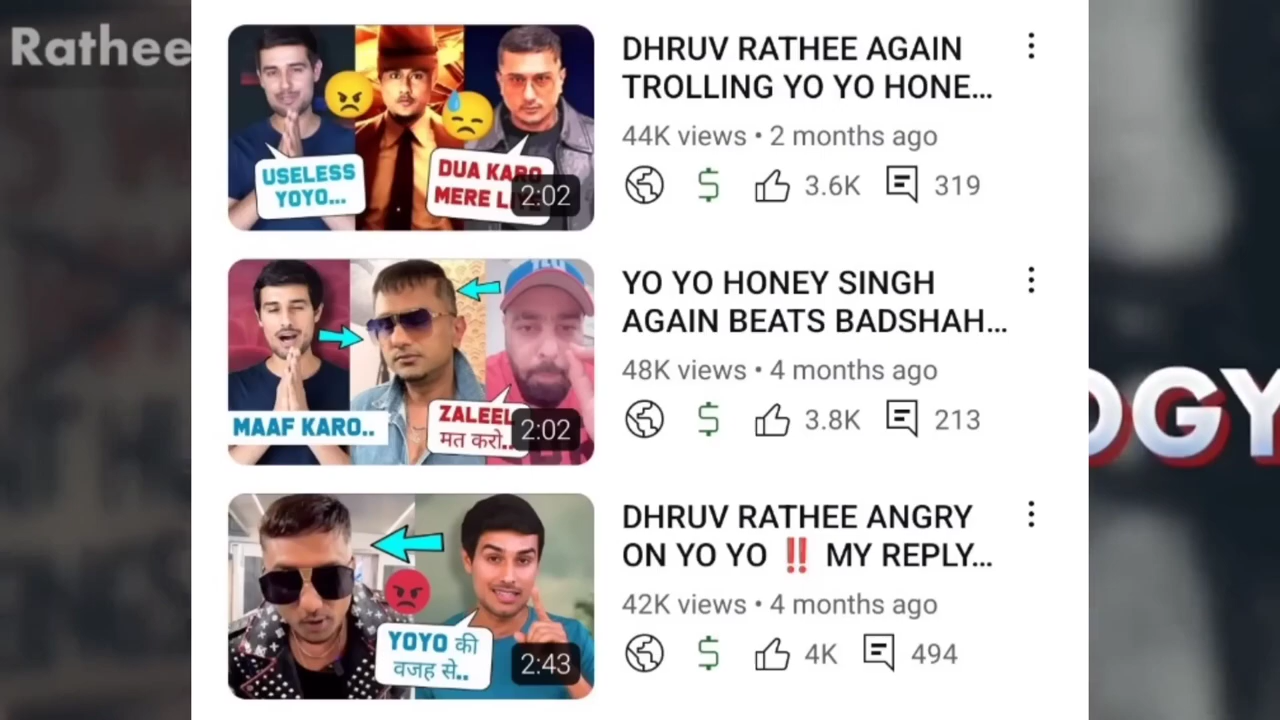 Rathee
USELESS
YOYO...
DUA KARO
MERE
2:02
DHRUV RATHEE AGAIN
TROLLING YO YO HONE...
44K views • 2 months ago
3.6K 319
MAAF KARO..
ZALEEL
मत करो..
2:02
YO YO HONEY SINGH
AGAIN BEATS BADSHAH...
48K views • 4 months ago
3.8K 213
YOYO की
वजह से..
2:43
DHRUV RATHEE ANGRY
ON YO YO ‼️ MY REPLY...
42K views • 4 months ago
4K 494
OGY